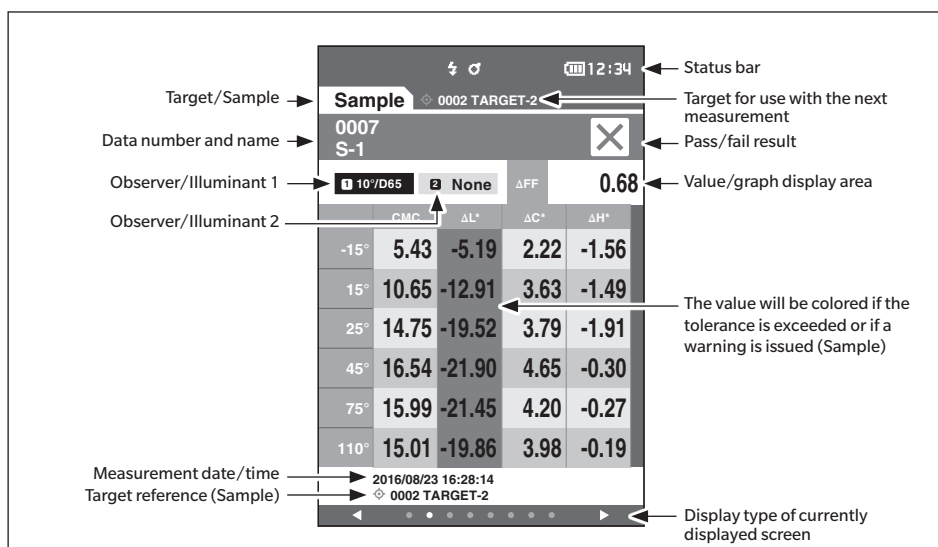 12:34
Status bar
Target/Sample
Sample 0002 TARGET-2
Target for use with the next
measurement
Data number and name
0007
S-1
Pass/fail result
Observer/Illuminant 1
1 10°/D65 2 None ΔFF 0.68
Value/graph display area
Observer/Illuminant 2
CMC ΔL* ΔC* ΔH*
-15° 5.43 -5.19 2.22 -1.56
15° 10.65 -12.91 3.63 -1.49
25° 14.75 -19.52 3.79 -1.91
45° 16.54 -21.90 4.65 -0.30
75° 15.99 -21.45 4.20 -0.27
110° 15.01 -19.86 3.98 -0.19
The value will be colored if the
tolerance is exceeded or if a
warning is issued (Sample)
Measurement date/time
2016/08/23 16:28:14
Target reference (Sample)
0002 TARGET-2
Display type of currently
displayed screen